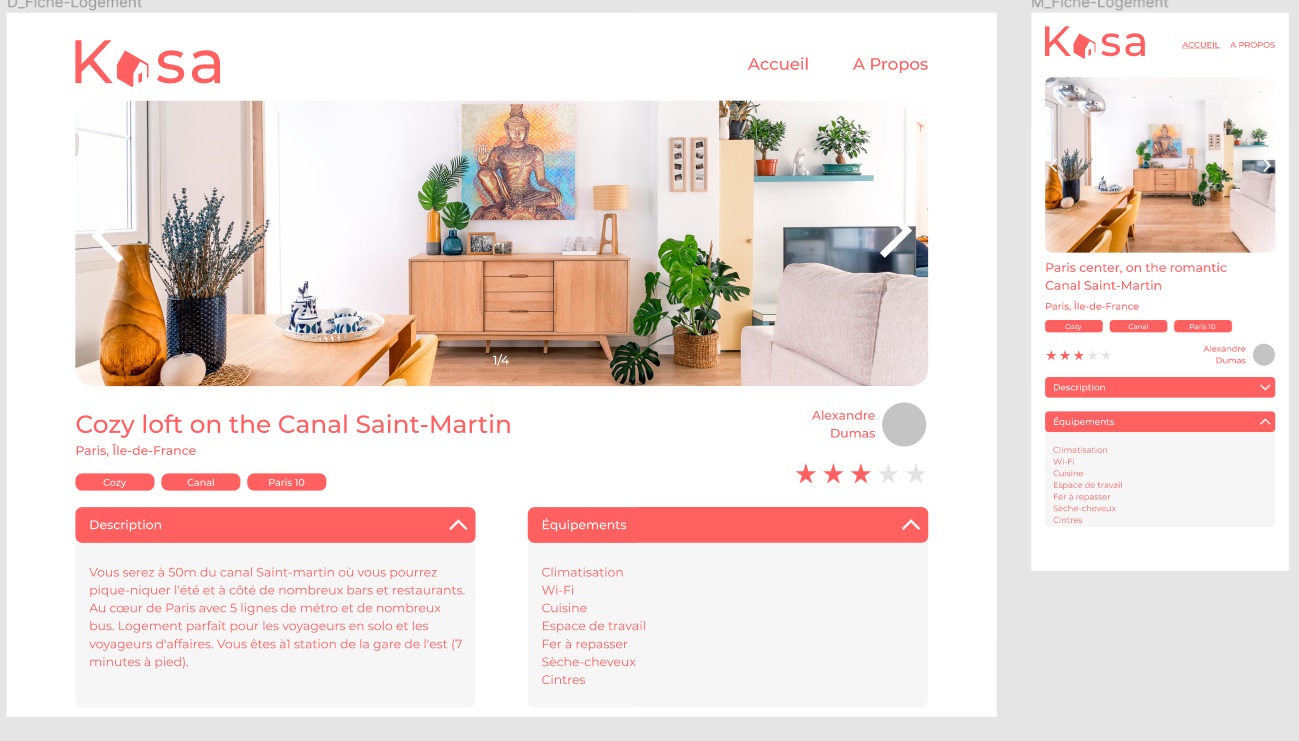 D_Fiche-Logement
Kasa
Accueil
A Propos
1/4
Cozy loft on the Canal Saint-Martin
Paris, Île-de-France
Cozy
Canal
Paris 10
Alexandre
Dumas
Description
Vous serez à 50m du canal Saint-martin où vous pourrez
pique-niquer l'été et à côté de nombreux bars et restaurants.
Au cœur de Paris avec 5 lignes de métro et de nombreux
bus. Logement parfait pour les voyageurs en solo et les
voyageurs d'affaires. Vous êtes à1 station de la gare de l'est (7
minutes à pied).
Équipements
Climatisation
Wi-Fi
Cuisine
Espace de travail
Fer à repasser
Sèche-cheveux
Cintres
M_Fiche-Logement
Kasa
ACCUEIL
A PROPOS
Paris center, on the romantic
Canal Saint-Martin
Paris, Île-de-France
Cozy
Canal
Paris 10
Alexandre
Dumas
Description
Équipements
Climatisation
Wi-Fi
Cuisine
Espace de travail
Fer à repasser
Sèche-cheveux
Cintres